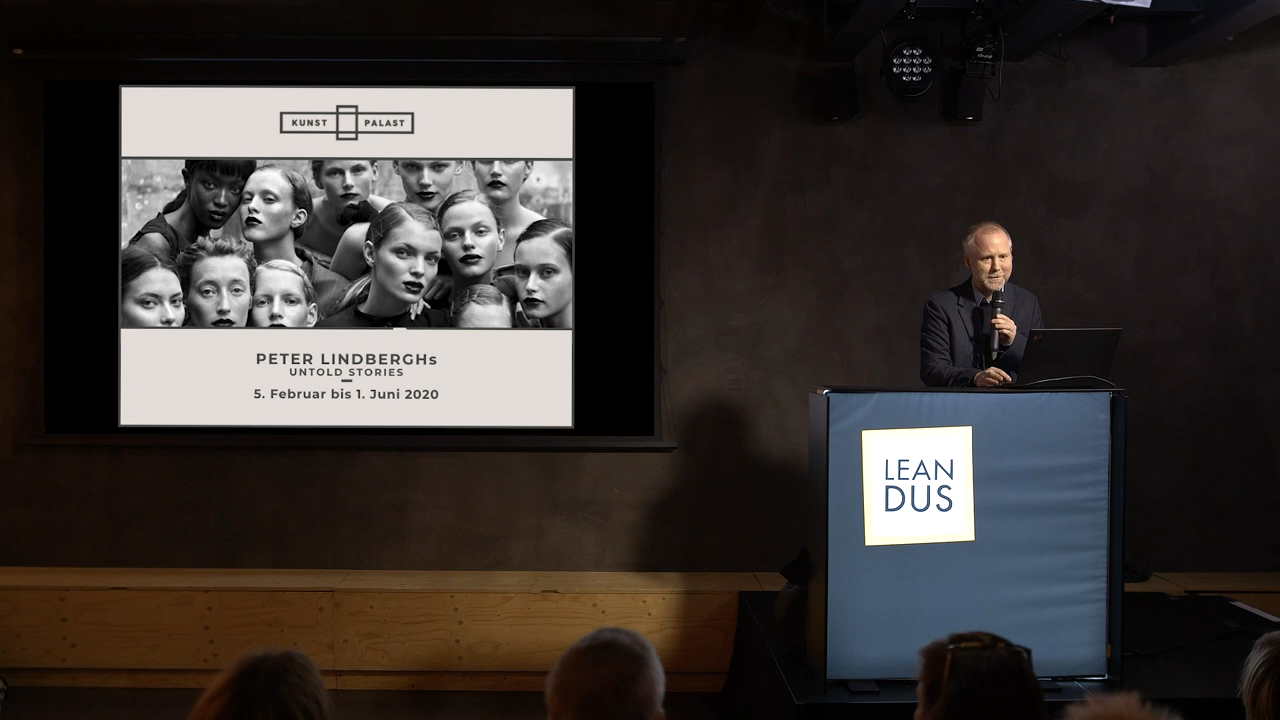 KUNST PALAST
PETER LINDBERGHs
UNTOLD STORIES
5. Februar bis 1. Juni 2020
LEAN
DUS